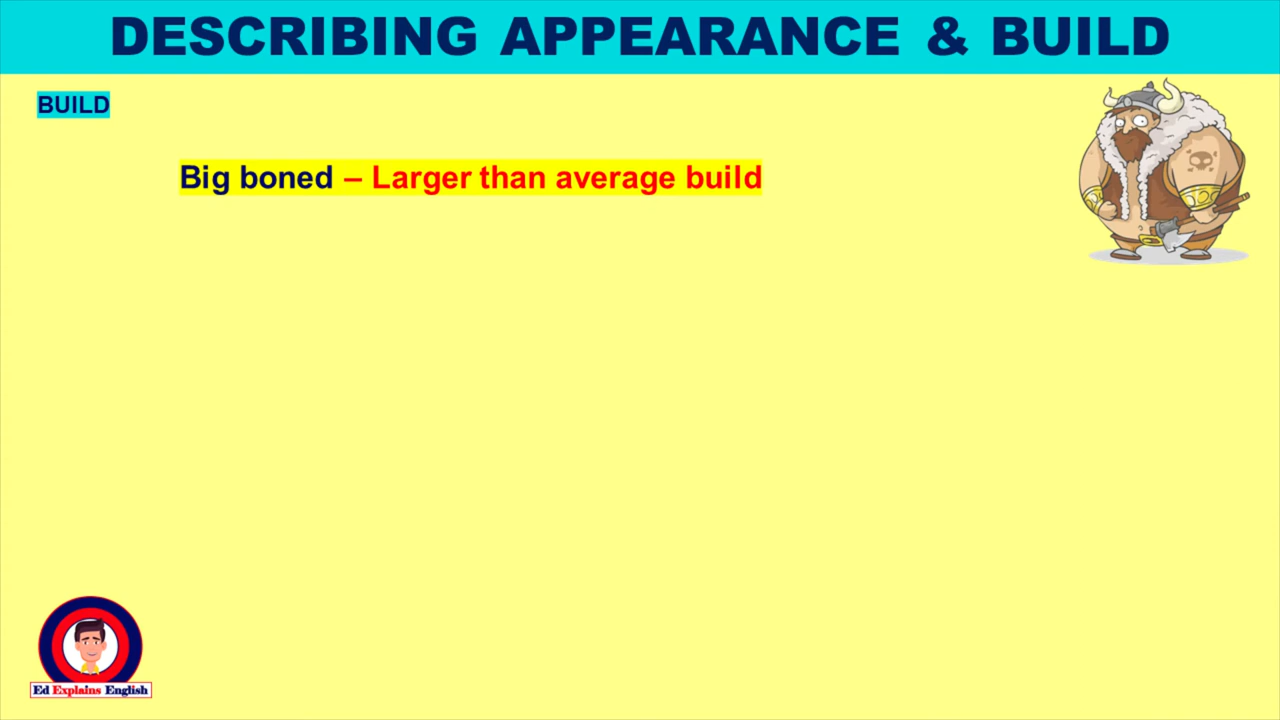 DESCRIBING APPEARANCE & BUILD
BUILD
Big boned – Larger than average build
Ed Explains English